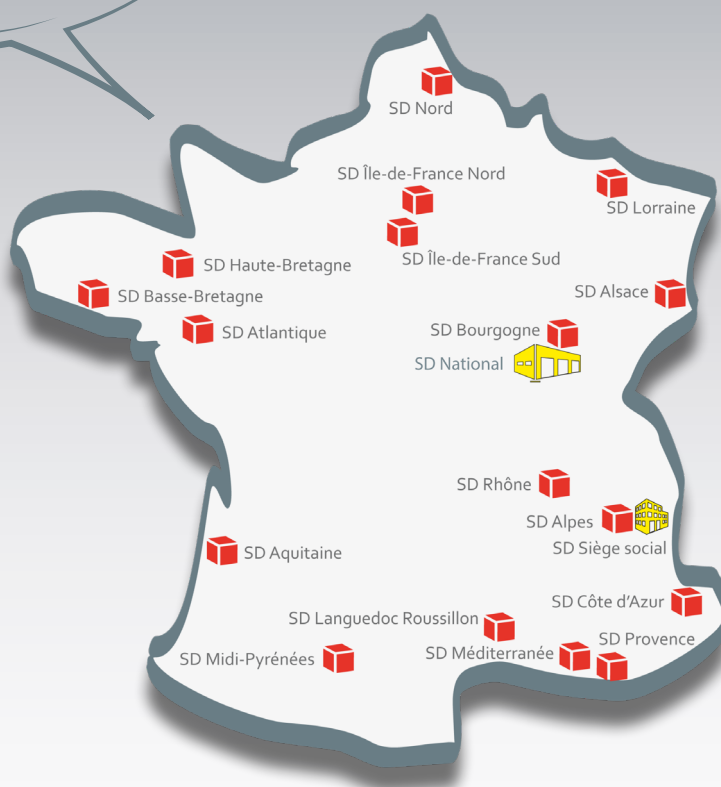 SD Nord
SD Île-de-France Nord
SD Lorraine
SD Île-de-France Sud
SD Haute-Bretagne
SD Basse-Bretagne
SD Alsace
SD Atlantique
SD Bourgogne
SD National
SD Rhône
SD Alpes
SD Siège social
SD Aquitaine
SD Côte d'Azur
SD Languedoc Roussillon
SD Provence
SD Méditerranée
SD Midi-Pyrénées